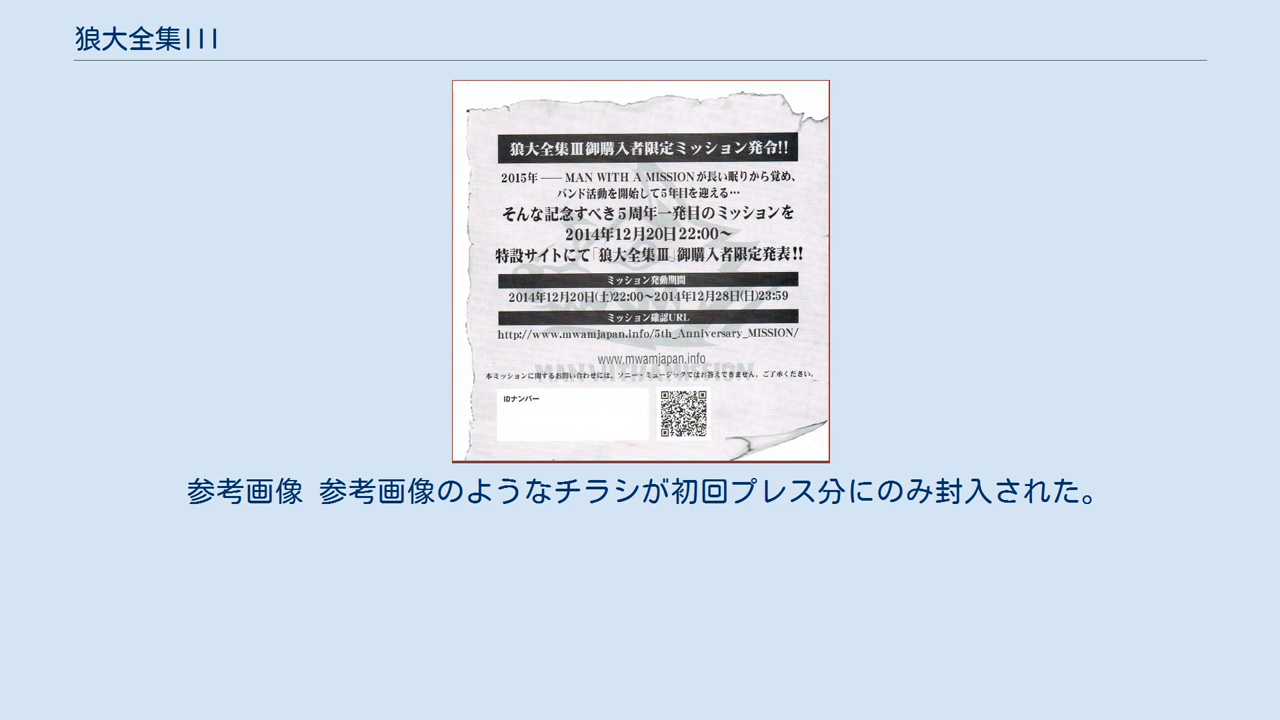 狼大全集III
狼大全集Ⅲ御購入者限定ミッション発令!!
2015年 ── MAN WITH A MISSIONが長い眠りから覚め、
バンド活動を開始して5年目を迎える…
そんな記念すべき5周年一発目のミッションを
2014年12月20日22:00〜
特設サイトにて「狼大全集Ⅲ」御購入者限定発表!!
ミッション発動期間
2014年12月20日(土)22:00〜2014年12月28日(日)23:59
ミッション確認URL
http://www.mwamjapan.info/5th_Anniversary_MISSION/
www.mwamjapan.info
MAN WITH A MISSION
本ミッションに関するお問い合わせには、ソニー・ミュージックではお答えできません。ご了承ください。
IDナンバー
参考画像 参考画像のようなチラシが初回プレス分にのみ封入された。